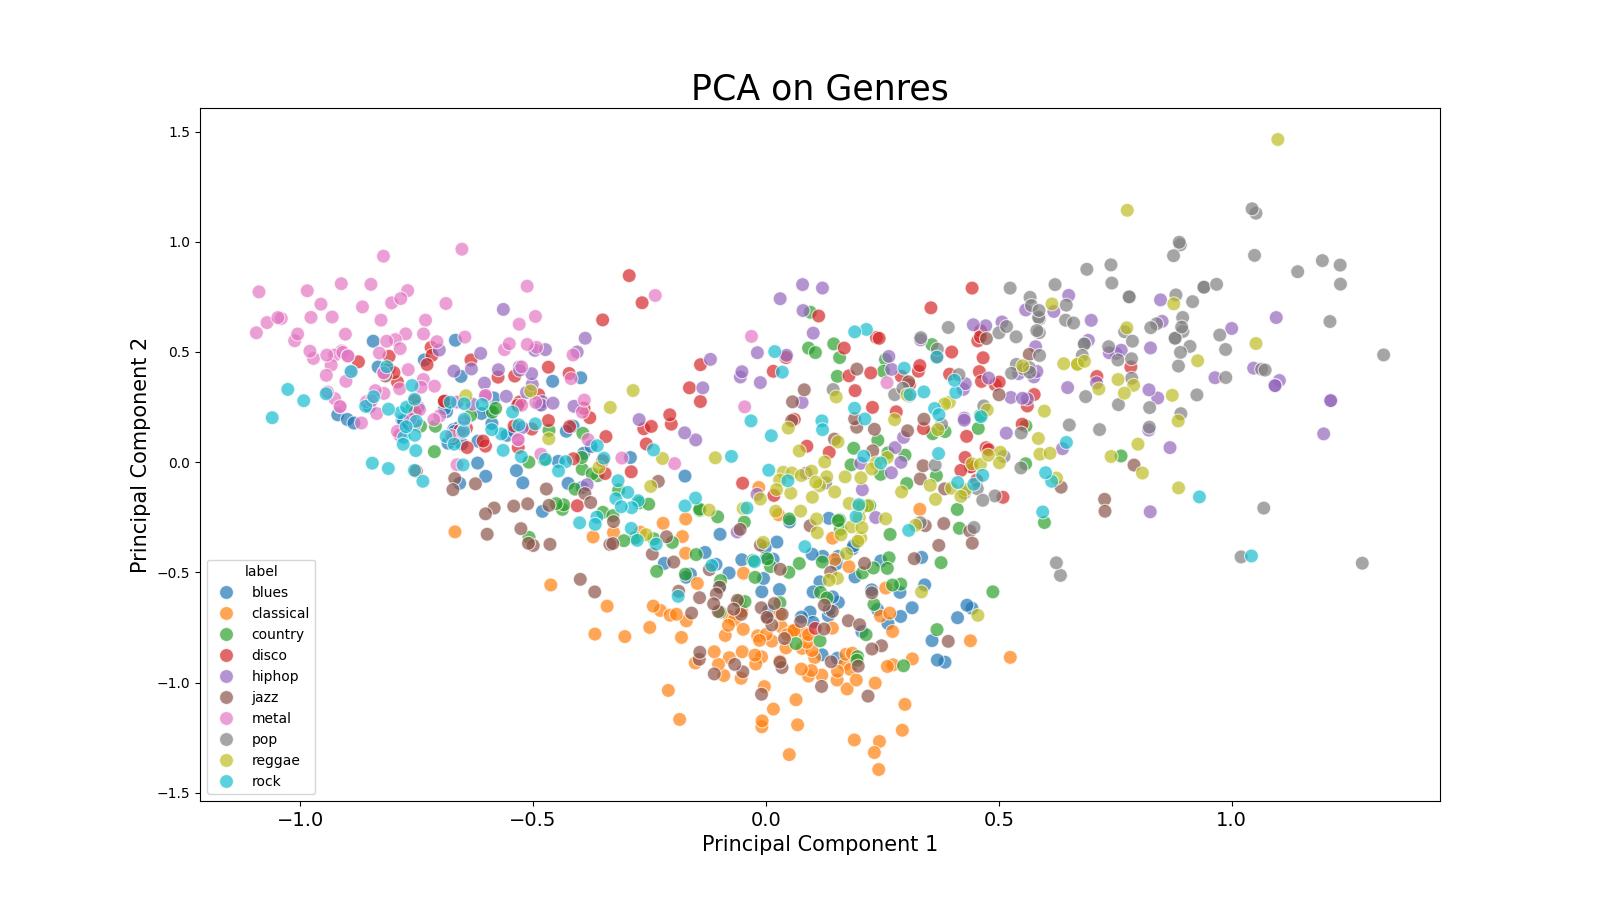 PCA on Genres
Principal Component 2
1.5
1.0
0.5
0.0
−0.5
−1.0
−1.5
label
blues
classical
country
disco
hiphop
jazz
metal
pop
reggae
rock
−1.0 −0.5 0.0 0.5 1.0
Principal Component 1